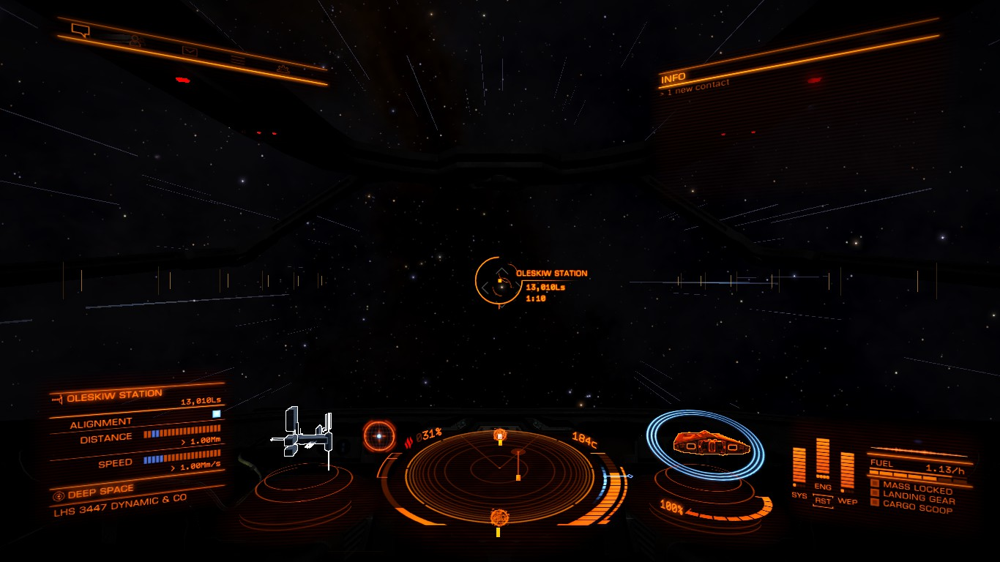 INFO
> 1 new contact
OLESKIW STATION
13,010Ls
1:10
OLESKIW STATION
13,010Ls
ALIGNMENT
DISTANCE
> 1.00Mm
SPEED
> 1.00Mm/s
DEEP SPACE
LHS 3447 DYNAMIC & CO
031%
184c
100%
SYS
ENG
RST
WEP
FUEL
1.13/h
MASS LOCKED
LANDING GEAR
CARGO SCOOP